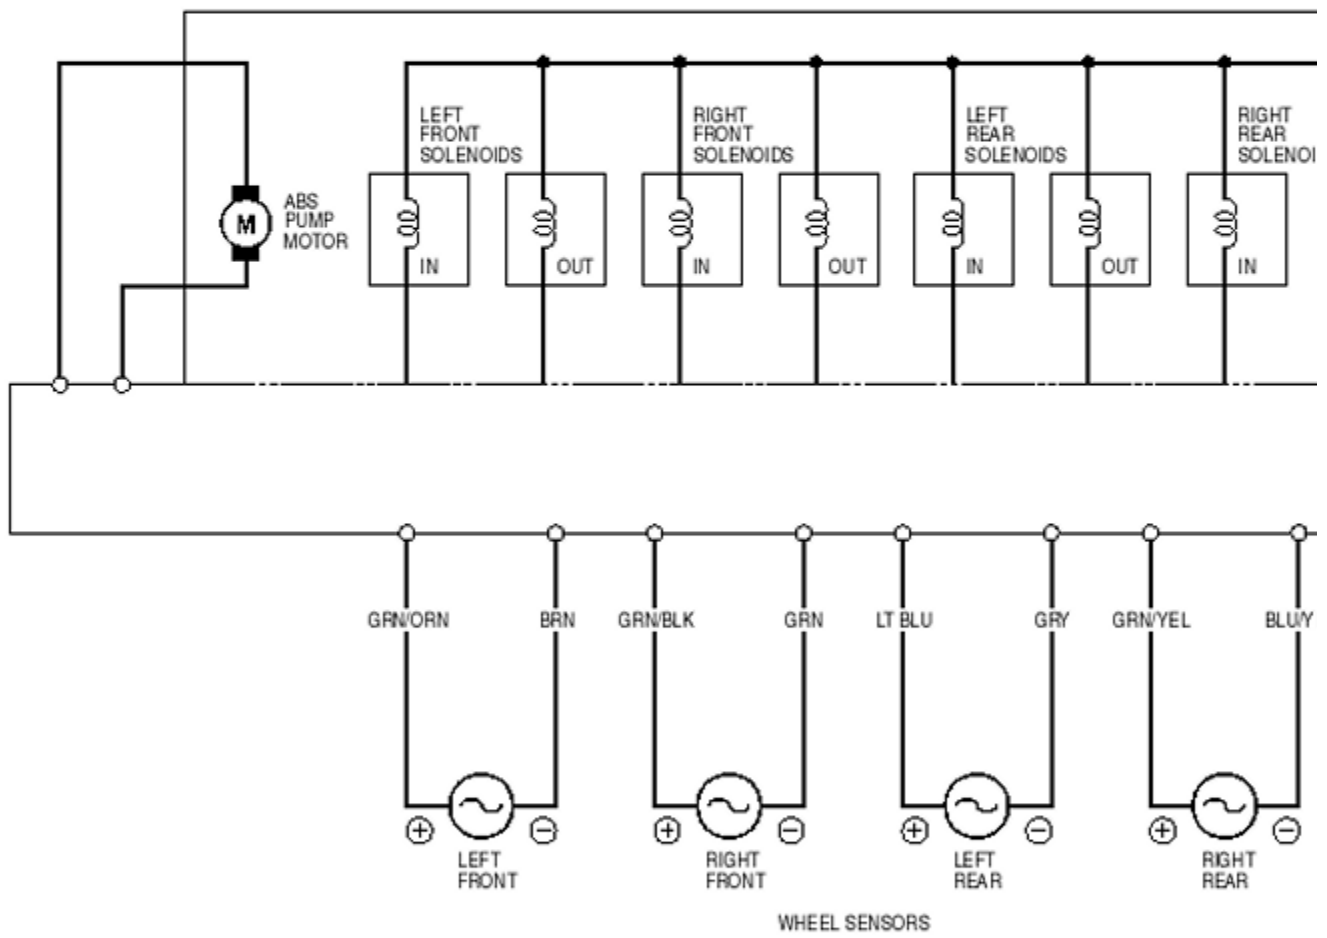 LEFT
FRONT
SOLENOIDS
RIGHT
FRONT
SOLENOIDS
LEFT
REAR
SOLENOIDS
RIGHT
REAR
SOLENOI
ABS
PUMP
MOTOR
M
IN
OUT
IN
OUT
IN
OUT
IN
GRN/ORN
BRN
GRN/BLK
GRN
LT BLU
GRY
GRN/YEL
BLU/Y
+
−
+
−
+
−
+
−
LEFT
FRONT
RIGHT
FRONT
LEFT
REAR
RIGHT
REAR
WHEEL SENSORS